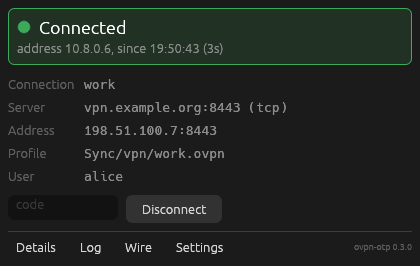 Connected
address 10.8.0.6, since 19:50:43 (3s)
Connection work
Server vpn.example.org:8443 (tcp)
Address 198.51.100.7:8443
Profile Sync/vpn/work.ovpn
User alice
code Disconnect
Details Log Wire Settings ovpn-otp 0.3.0